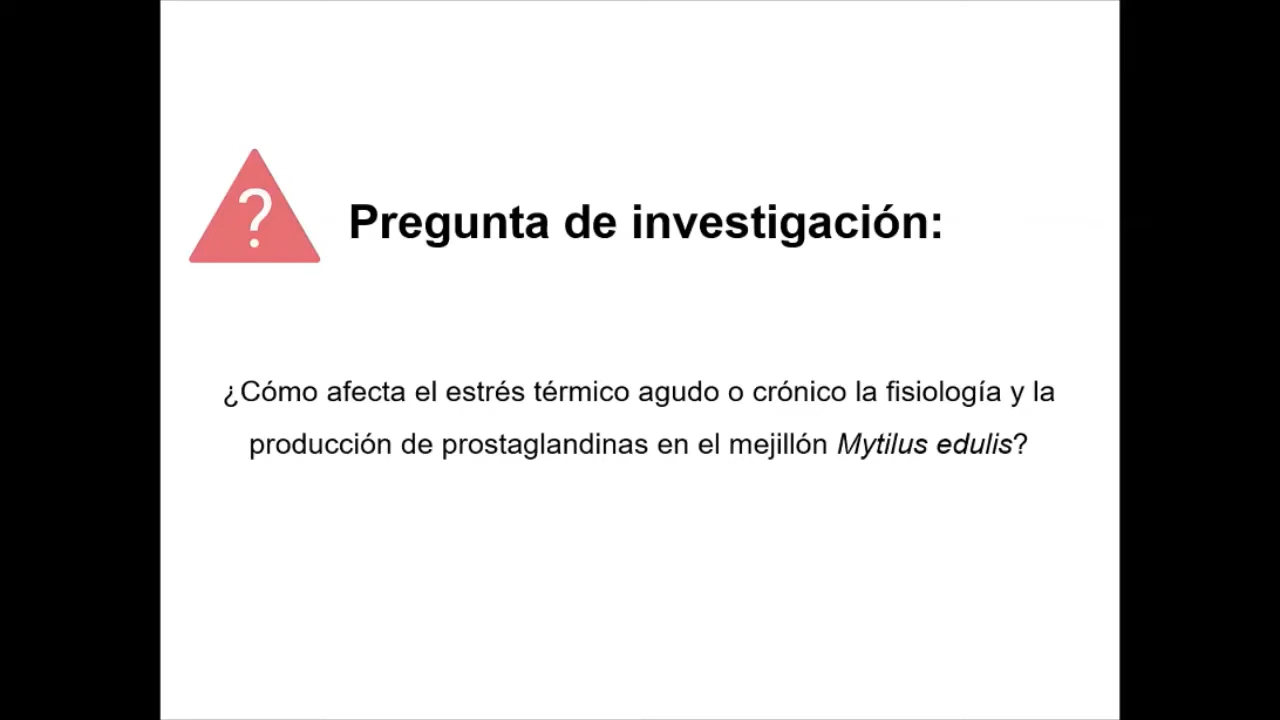 ?
Pregunta de investigación:
¿Cómo afecta el estrés térmico agudo o crónico la fisiología y la
producción de prostaglandinas en el mejillón Mytilus edulis?